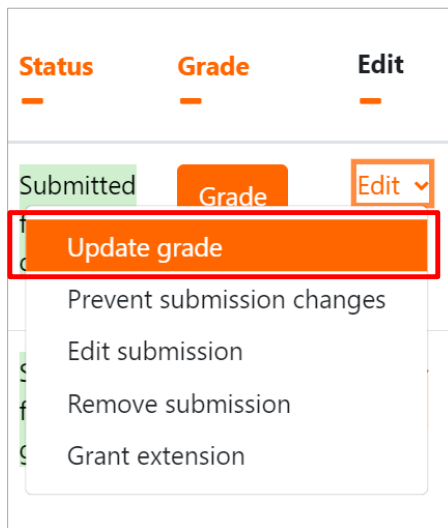 Status Grade Edit
Submitted Grade Edit
Update grade
Prevent submission changes
Edit submission
Remove submission
Grant extension